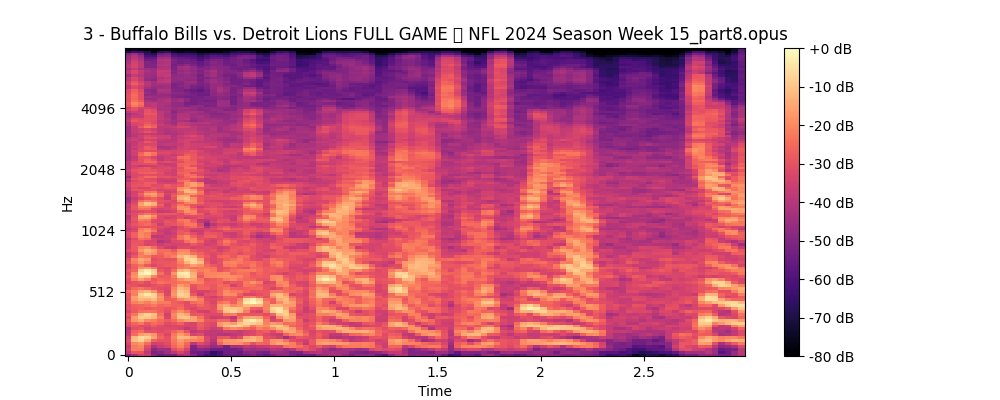 3 - Buffalo Bills vs. Detroit Lions FULL GAME ▯ NFL 2024 Season Week 15_part8.opus
Hz
4096
2048
1024
512
0
0 0.5 1 1.5 2 2.5
Time
+0 dB
-10 dB
-20 dB
-30 dB
-40 dB
-50 dB
-60 dB
-70 dB
-80 dB